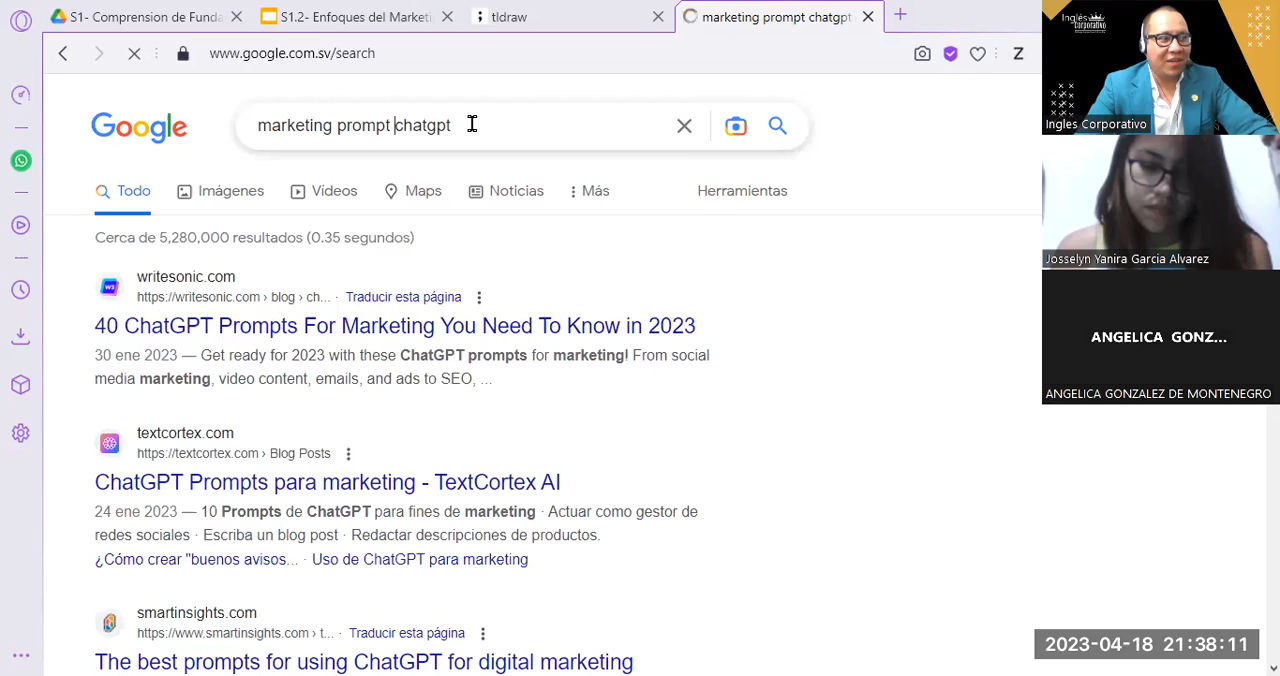 S1- Comprension de Funda
S1.2- Enfoques del Marketi
tldraw
marketing prompt chatgpt
www.google.com.sv/search
Z
Google
marketing prompt chatgpt
Todo
Imágenes
Videos
Maps
Noticias
Más
Herramientas
Cerca de 5,280,000 resultados (0.35 segundos)
writesonic.com
https://writesonic.com › blog › ch... · Traducir esta página
40 ChatGPT Prompts For Marketing You Need To Know in 2023
30 ene 2023 — Get ready for 2023 with these ChatGPT prompts for marketing! From social
media marketing, video content, emails, and ads to SEO, ...
textcortex.com
https://textcortex.com › Blog Posts
ChatGPT Prompts para marketing - TextCortex AI
24 ene 2023 — 10 Prompts de ChatGPT para fines de marketing · Actuar como gestor de
redes sociales · Escriba un blog post · Redactar descripciones de productos.
¿Cómo crear "buenos avisos... · Uso de ChatGPT para marketing
smartinsights.com
https://www.smartinsights.com › t... · Traducir esta página
The best prompts for using ChatGPT for digital marketing
Inglés
Corporativo
Ingles Corporativo
Josselyn Yanira Garcia Alvarez
ANGELICA GONZ...
ANGELICA GONZALEZ DE MONTENEGRO
2023-04-18 21:38:11